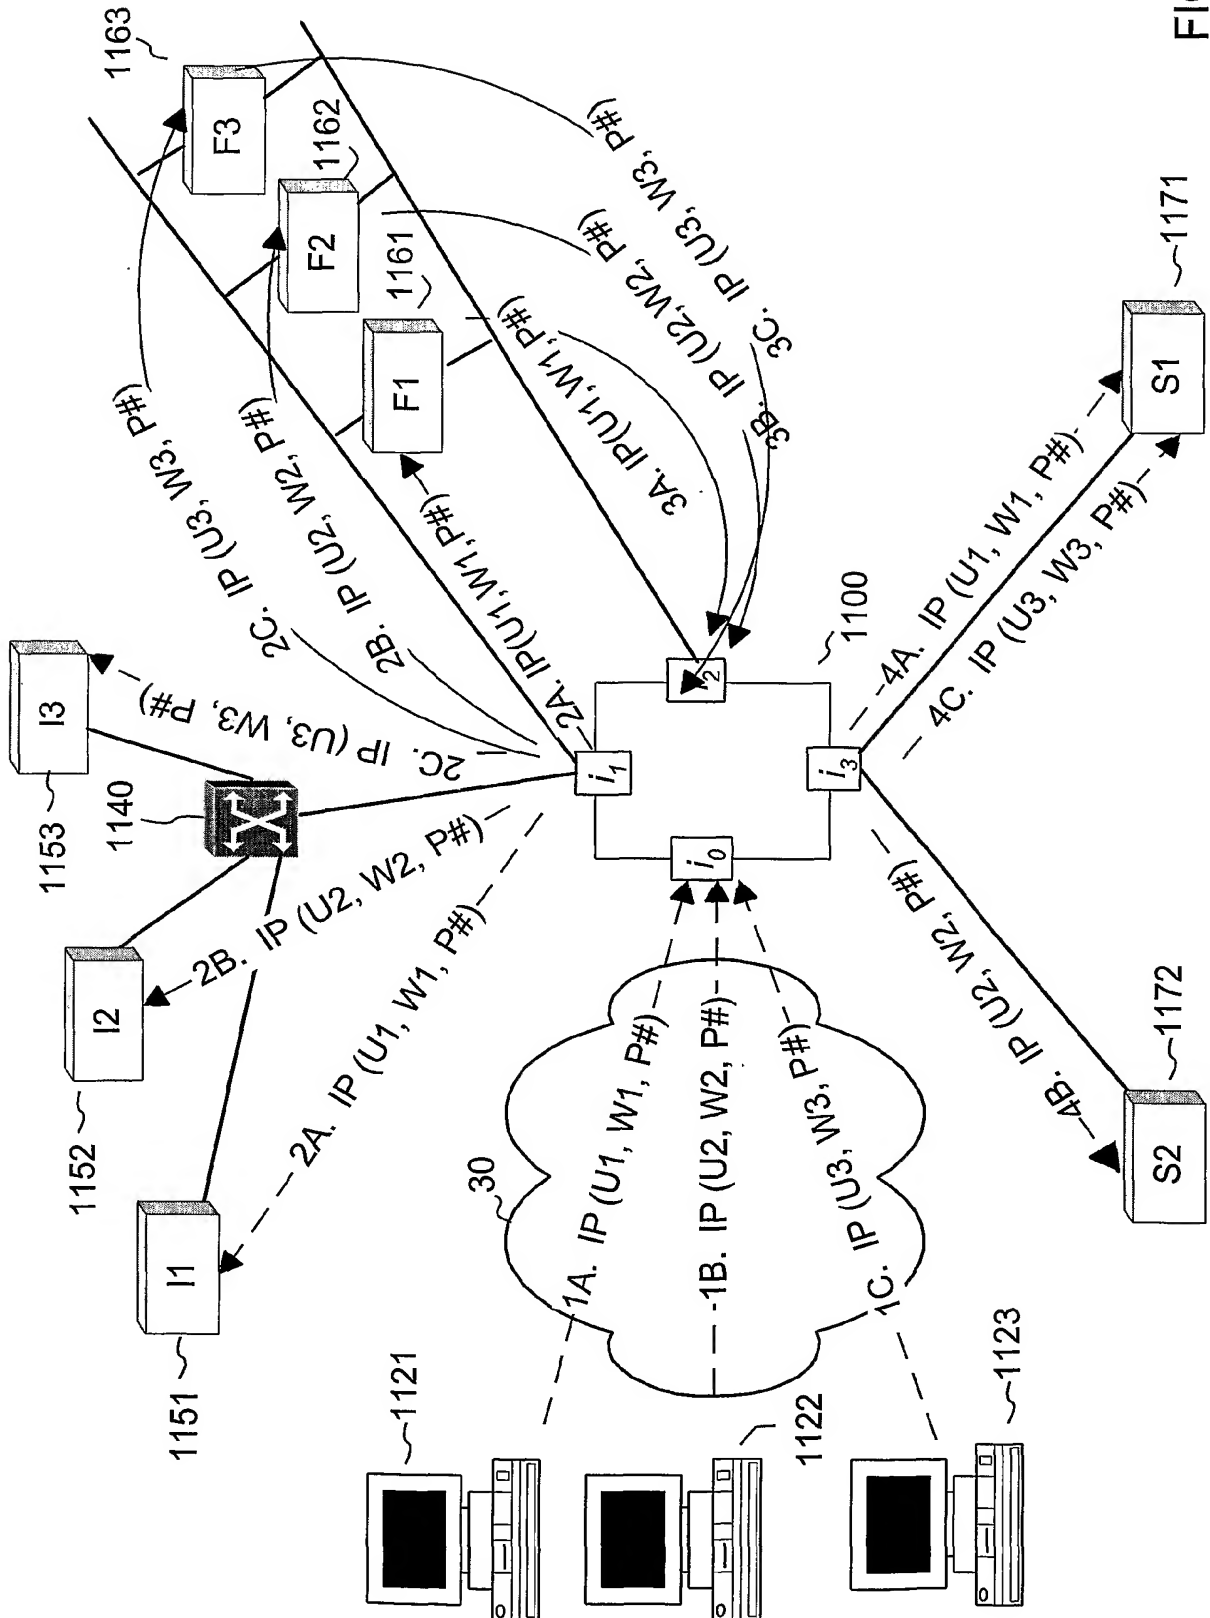 1163
F3
1162
F2
1161
F1
2C. IP (U3, W3, P#)
2B. IP (U2, W2, P#)
2A. IP(U1,W1,P#)
3A. IP(U1,W1,P#)
3B. IP (U2,W2, P#)
3C. IP (U3, W3, P#)
I3
1153
1140
I2
1152
I1
1151
2C. IP (U3, W3, P#)
2B. IP (U2, W2, P#)
2A. IP (U1, W1, P#)
i1
i2
i0
i3
1100
30
1A. IP (U1, W1, P#)
1B. IP (U2, W2, P#)
1C. IP (U3, W3, P#)
1121
1122
1123
4A. IP (U1, W1, P#)
4C. IP (U3, W3, P#)
4B. IP (U2, W2, P#)
S1
1171
S2
1172